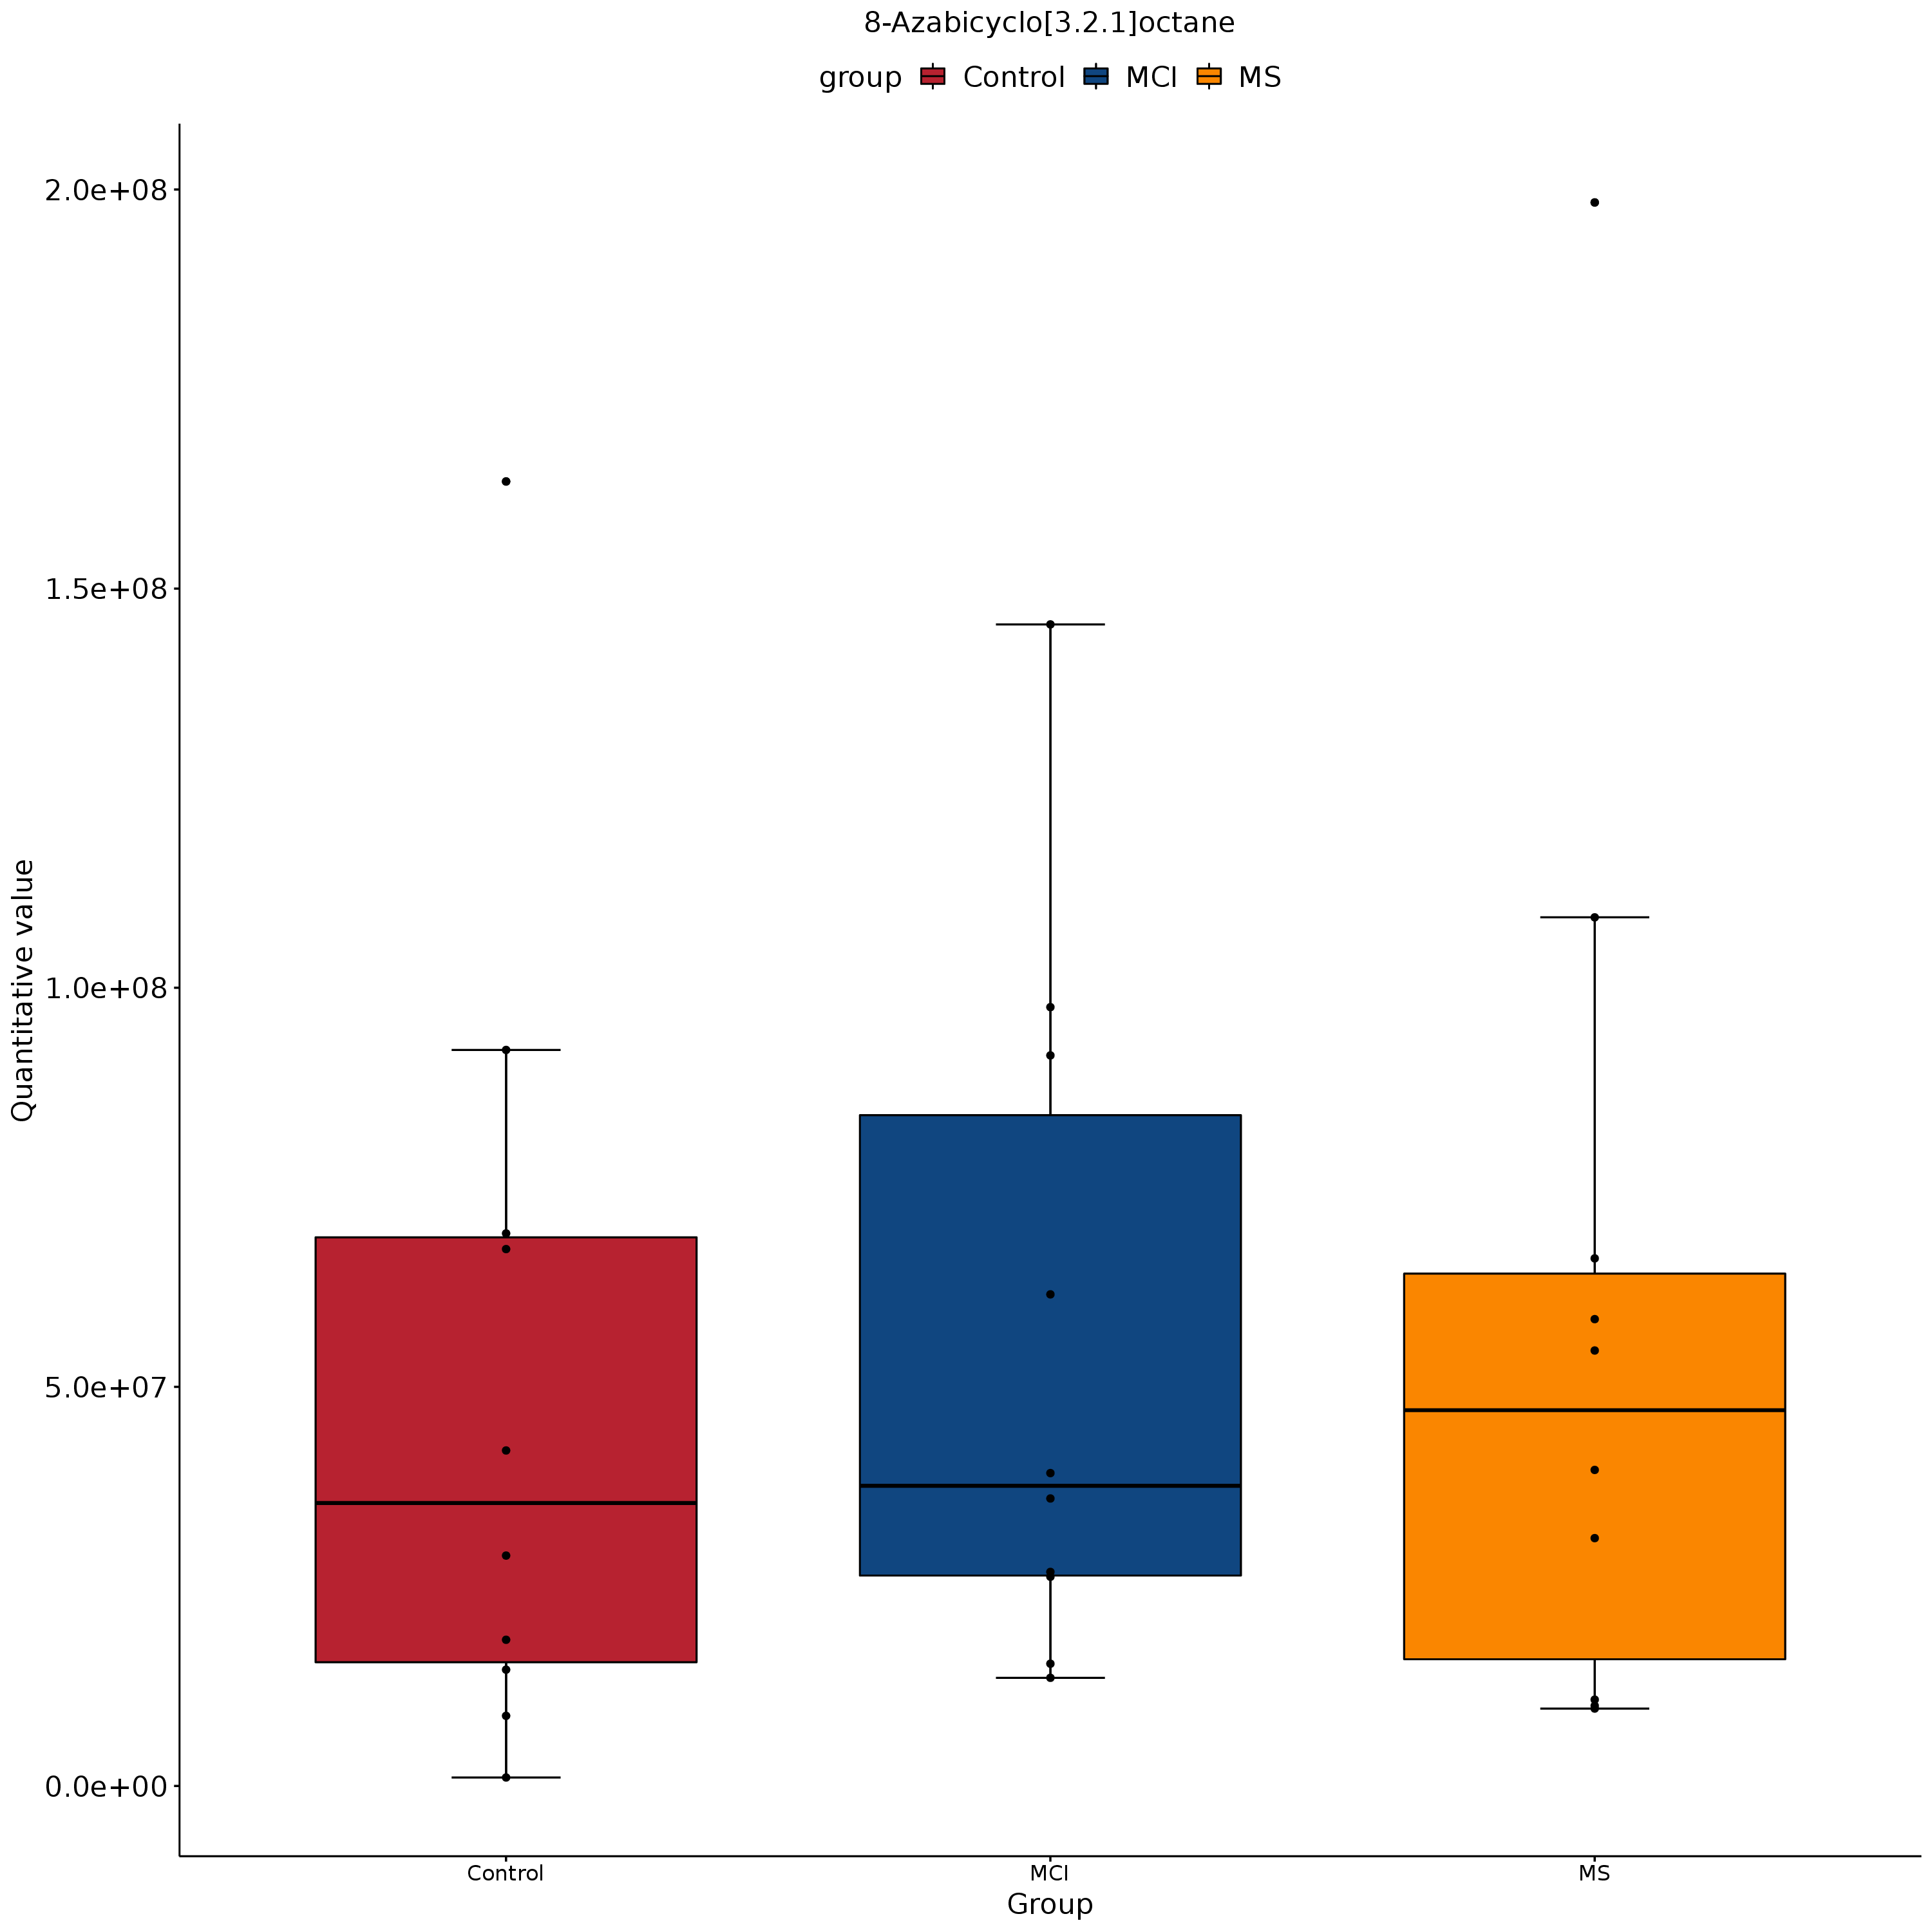 8-Azabicyclo[3.2.1]octane
group Control MCI MS
2.0e+08
1.5e+08
1.0e+08
5.0e+07
0.0e+00
Quantitative value
Control MCI MS
Group